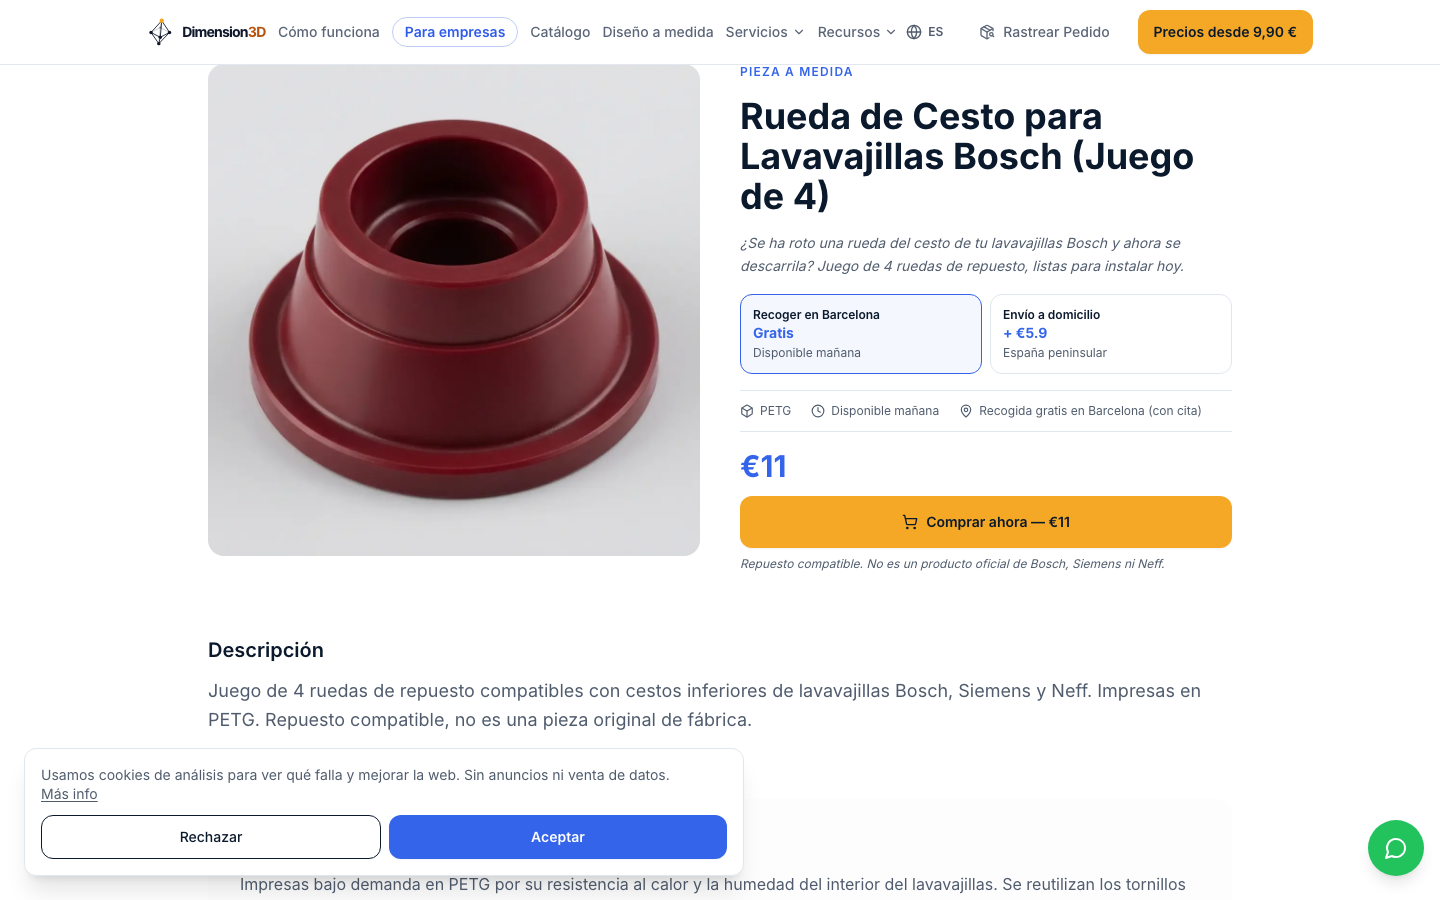 Dimension3D
Cómo funciona
Para empresas
Catálogo
Diseño a medida
Servicios
Recursos
ES
Rastrear Pedido
Precios desde 9,90 €
PIEZA A MEDIDA
Rueda de Cesto para
Lavavajillas Bosch (Juego
de 4)
¿Se ha roto una rueda del cesto de tu lavavajillas Bosch y ahora se
descarrila? Juego de 4 ruedas de repuesto, listas para instalar hoy.
Recoger en Barcelona
Gratis
Disponible mañana
Envío a domicilio
+ €5.9
España peninsular
PETG
Disponible mañana
Recogida gratis en Barcelona (con cita)
€11
Comprar ahora — €11
Repuesto compatible. No es un producto oficial de Bosch, Siemens ni Neff.
Descripción
Juego de 4 ruedas de repuesto compatibles con cestos inferiores de lavavajillas Bosch, Siemens y Neff. Impresas en
PETG. Repuesto compatible, no es una pieza original de fábrica.
Usamos cookies de análisis para ver qué falla y mejorar la web. Sin anuncios ni venta de datos.
Más info
Rechazar
Aceptar
Impresas bajo demanda en PETG por su resistencia al calor y la humedad del interior del lavavajillas. Se reutilizan los tornillos